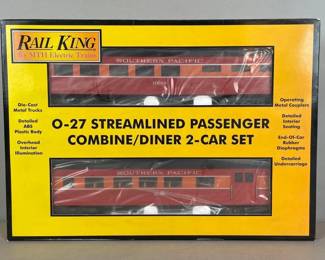 RAIL KING
By MTH Electric Trains
SOUTHERN PACIFIC
Die-Cast
Metal Trucks
Detailed
ABS
Plastic Body
Overhead
Interior
Illumination
Operating
Metal Couplers
Detailed
Interior
Seating
End-Of-Car
Rubber
Diaphragms
Detailed
Undercarriage
O-27 STREAMLINED PASSENGER
COMBINE/DINER 2-CAR SET
SOUTHERN PACIFIC